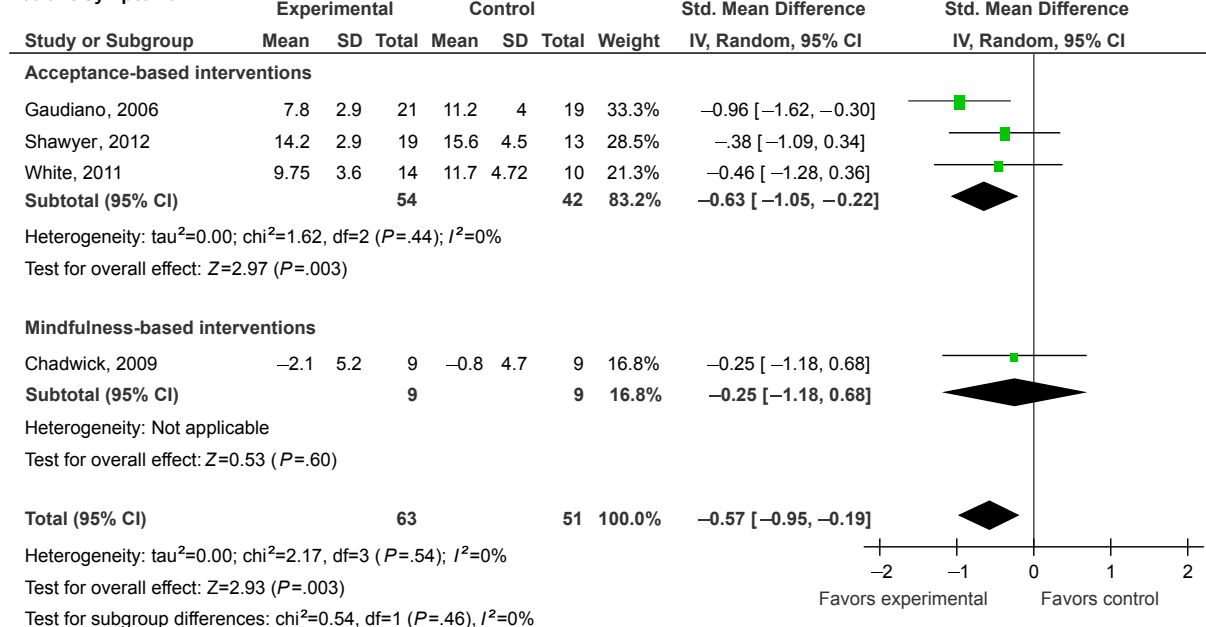 Experimental Control Std. Mean Difference Std. Mean Difference
Study or Subgroup Mean SD Total Mean SD Total Weight IV, Random, 95% CI IV, Random, 95% CI
Acceptance-based interventions
Gaudiano, 2006 7.8 2.9 21 11.2 4 19 33.3% −0.96 [−1.62, −0.30]
Shawyer, 2012 14.2 2.9 19 15.6 4.5 13 28.5% −.38 [−1.09, 0.34]
White, 2011 9.75 3.6 14 11.7 4.72 10 21.3% −0.46 [ −1.28, 0.36]
Subtotal (95% CI) 54 42 83.2% −0.63 [ −1.05, −0.22]
Heterogeneity: tau²=0.00; chi²=1.62, df=2 (P=.44); I²=0%
Test for overall effect: Z=2.97 (P=.003)
Mindfulness-based interventions
Chadwick, 2009 −2.1 5.2 9 −0.8 4.7 9 16.8% −0.25 [ −1.18, 0.68]
Subtotal (95% CI) 9 9 16.8% −0.25 [−1.18, 0.68]
Heterogeneity: Not applicable
Test for overall effect: Z=0.53 (P=.60)
Total (95% CI) 63 51 100.0% −0.57 [−0.95, −0.19]
Heterogeneity: tau²=0.00; chi²=2.17, df=3 (P=.54); I²=0%
Test for overall effect: Z=2.93 (P=.003)
Test for subgroup differences: chi²=0.54, df=1 (P=.46), I²=0%
−2 −1 0 1 2
Favors experimental Favors control